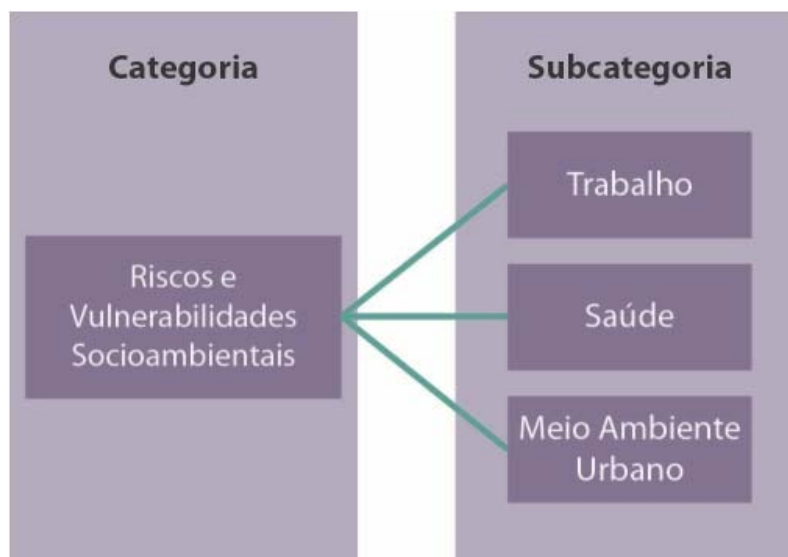 Categoria
Subcategoria
Riscos e
Vulnerabilidades
Socioambientais
Trabalho
Saúde
Meio Ambiente
Urbano